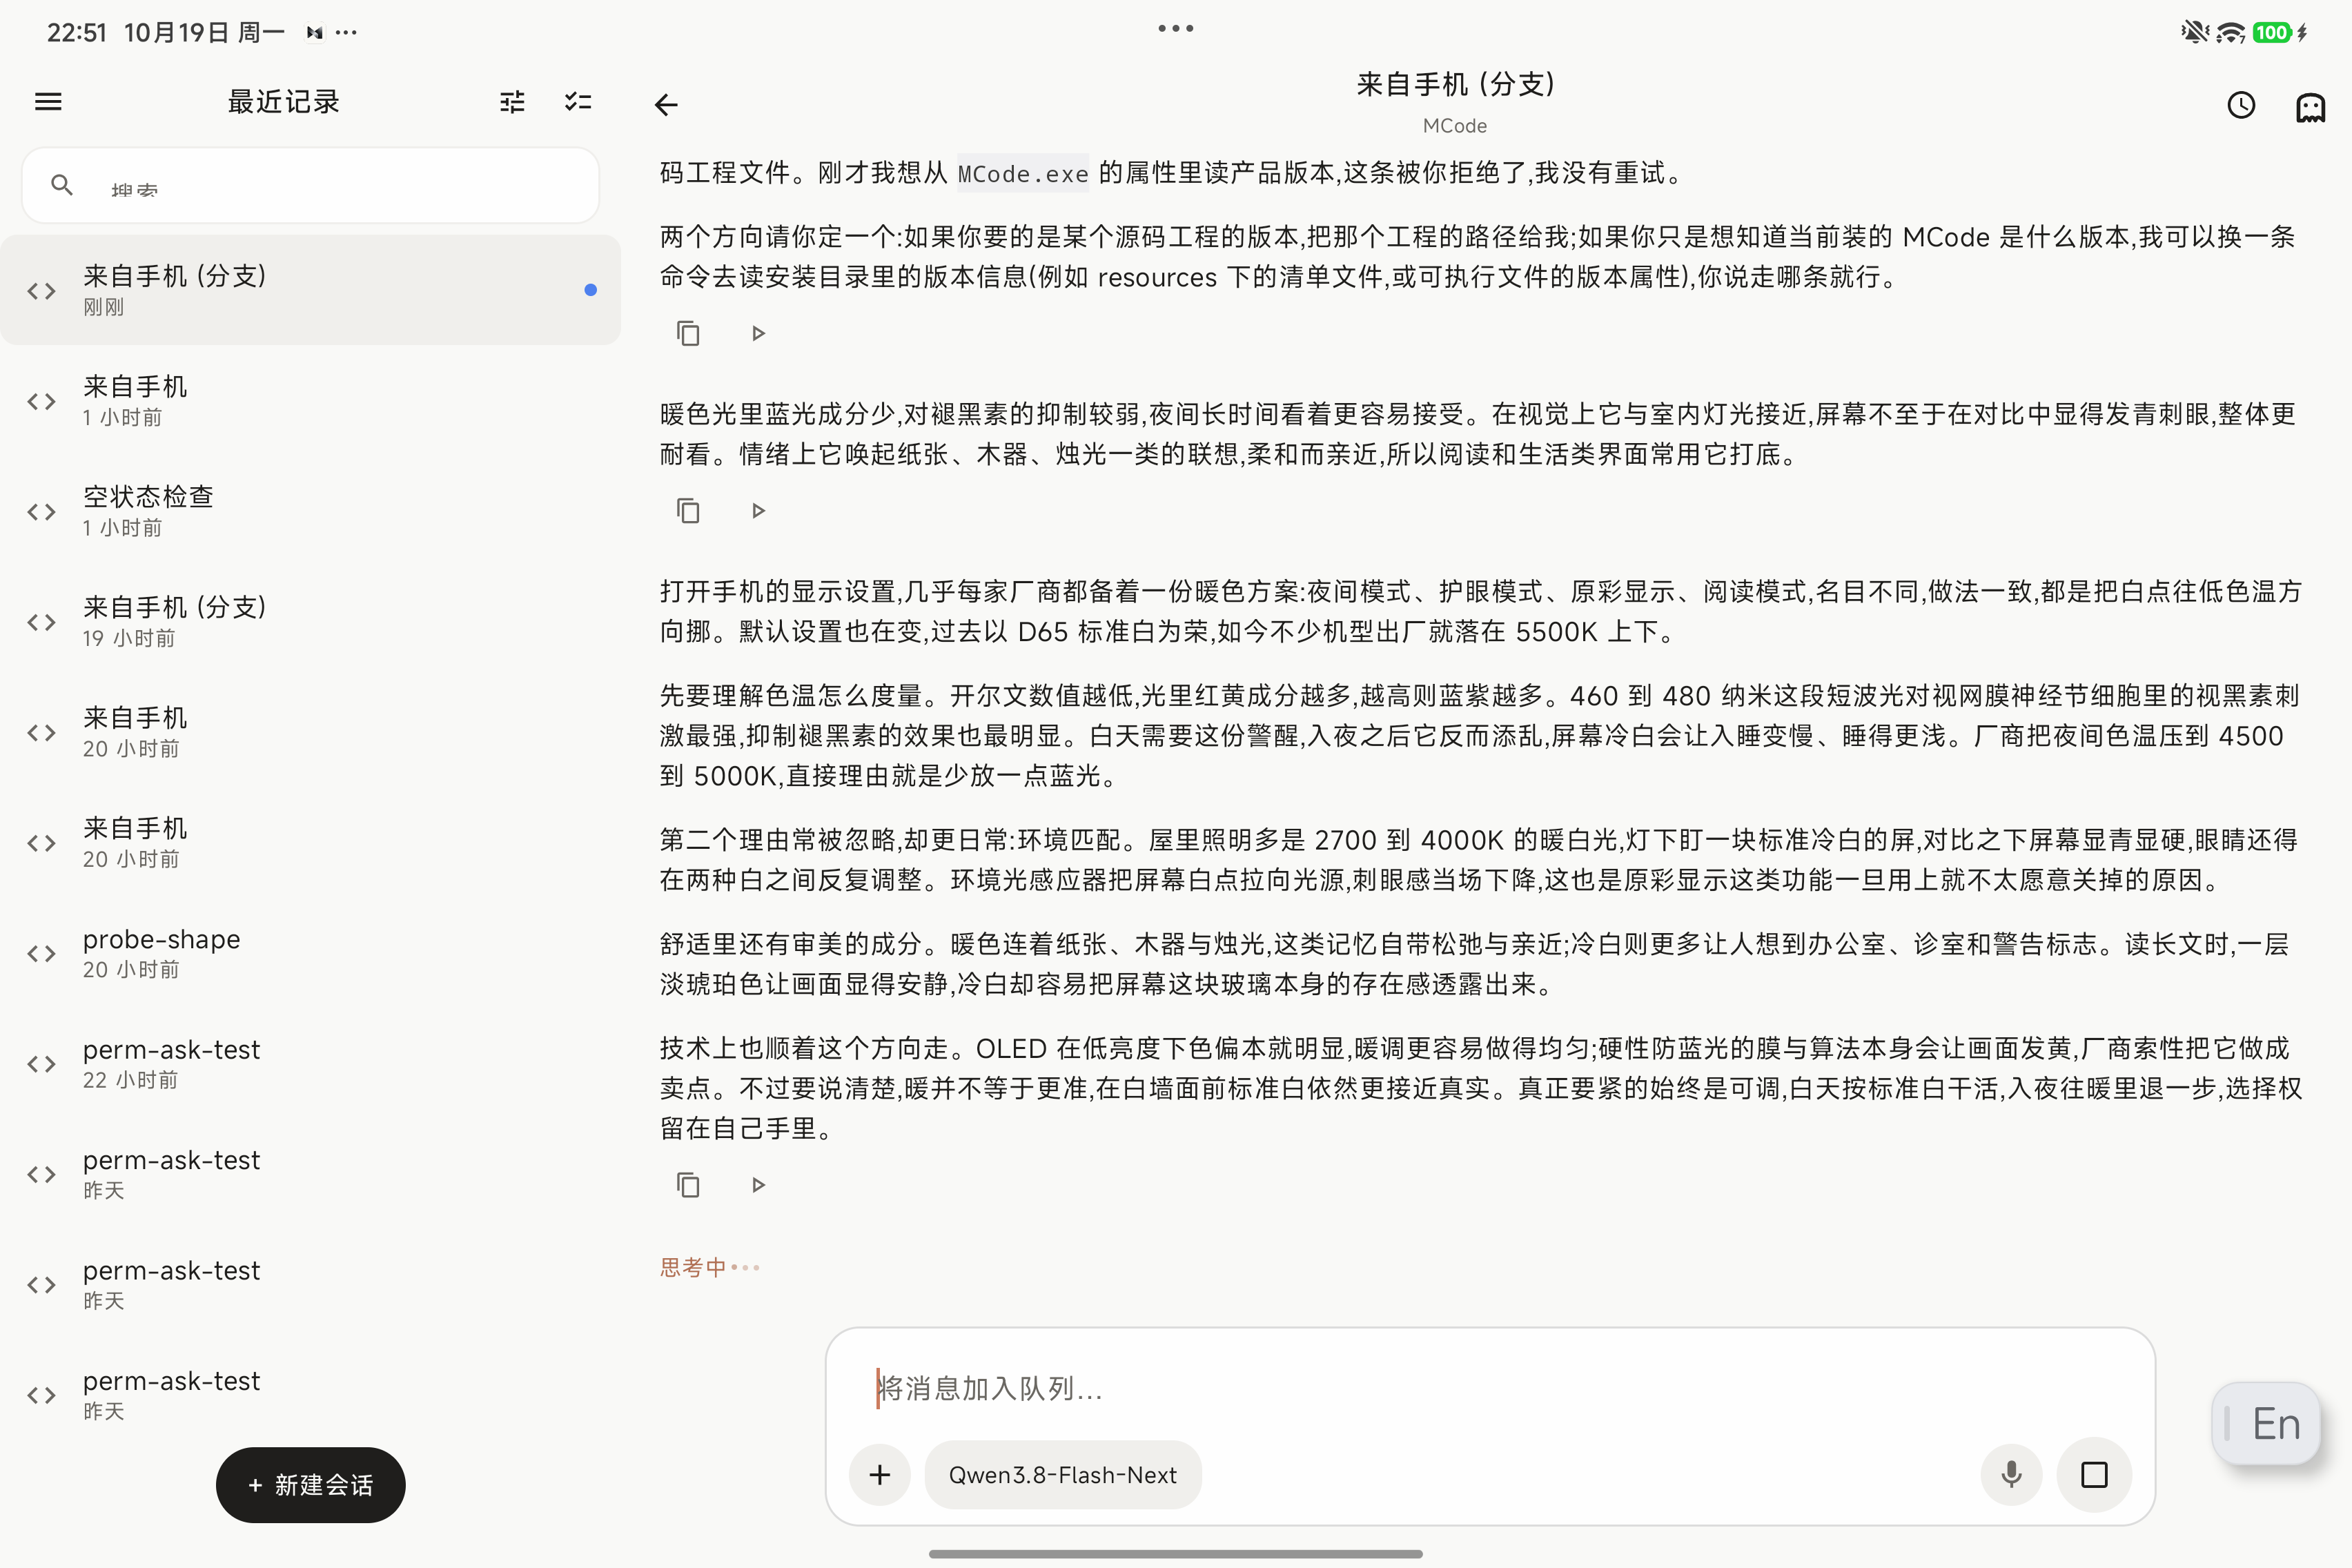 22:51 10月19日 周一
100
最近记录
搜索
来自手机 (分支)
刚刚
来自手机
1 小时前
空状态检查
1 小时前
来自手机 (分支)
19 小时前
来自手机
20 小时前
来自手机
20 小时前
probe-shape
20 小时前
perm-ask-test
22 小时前
perm-ask-test
昨天
perm-ask-test
昨天
perm-ask-test
昨天
+ 新建会话
来自手机 (分支)
MCode
码工程文件。刚才我想从 MCode.exe 的属性里读产品版本,这条被你拒绝了,我没有重试。
两个方向请你定一个:如果你要的是某个源码工程的版本,把那个工程的路径给我;如果你只是想知道当前装的 MCode 是什么版本,我可以换一条
命令去读安装目录里的版本信息(例如 resources 下的清单文件,或可执行文件的版本属性),你说走哪条就行。
暖色光里蓝光成分少,对褪黑素的抑制较弱,夜间长时间看着更容易接受。在视觉上它与室内灯光接近,屏幕不至于在对比中显得发青刺眼,整体更
耐看。情绪上它唤起纸张、木器、烛光一类的联想,柔和而亲近,所以阅读和生活类界面常用它打底。
打开手机的显示设置,几乎每家厂商都备着一份暖色方案:夜间模式、护眼模式、原彩显示、阅读模式,名目不同,做法一致,都是把白点往低色温方
向挪。默认设置也在变,过去以 D65 标准白为荣,如今不少机型出厂就落在 5500K 上下。
先要理解色温怎么度量。开尔文数值越低,光里红黄成分越多,越高则蓝紫越多。460 到 480 纳米这段短波光对视网膜神经节细胞里的视黑素刺
激最强,抑制褪黑素的效果也最明显。白天需要这份警醒,入夜之后它反而添乱,屏幕冷白会让入睡变慢、睡得更浅。厂商把夜间色温压到 4500
到 5000K,直接理由就是少放一点蓝光。
第二个理由常被忽略,却更日常:环境匹配。屋里照明多是 2700 到 4000K 的暖白光,灯下盯一块标准冷白的屏,对比之下屏幕显青显硬,眼睛还得
在两种白之间反复调整。环境光感应器把屏幕白点拉向光源,刺眼感当场下降,这也是原彩显示这类功能一旦用上就不太愿意关掉的原因。
舒适里还有审美的成分。暖色连着纸张、木器与烛光,这类记忆自带松弛与亲近;冷白则更多让人想到办公室、诊室和警告标志。读长文时,一层
淡琥珀色让画面显得安静,冷白却容易把屏幕这块玻璃本身的存在感透露出来。
技术上也顺着这个方向走。OLED 在低亮度下色偏本就明显,暖调更容易做得均匀;硬性防蓝光的膜与算法本身会让画面发黄,厂商索性把它做成
卖点。不过要说清楚,暖并不等于更准,在白墙面前标准白依然更接近真实。真正要紧的始终是可调,白天按标准白干活,入夜往暖里退一步,选择权
留在自己手里。
思考中
将消息加入队列...
Qwen3.8-Flash-Next
En